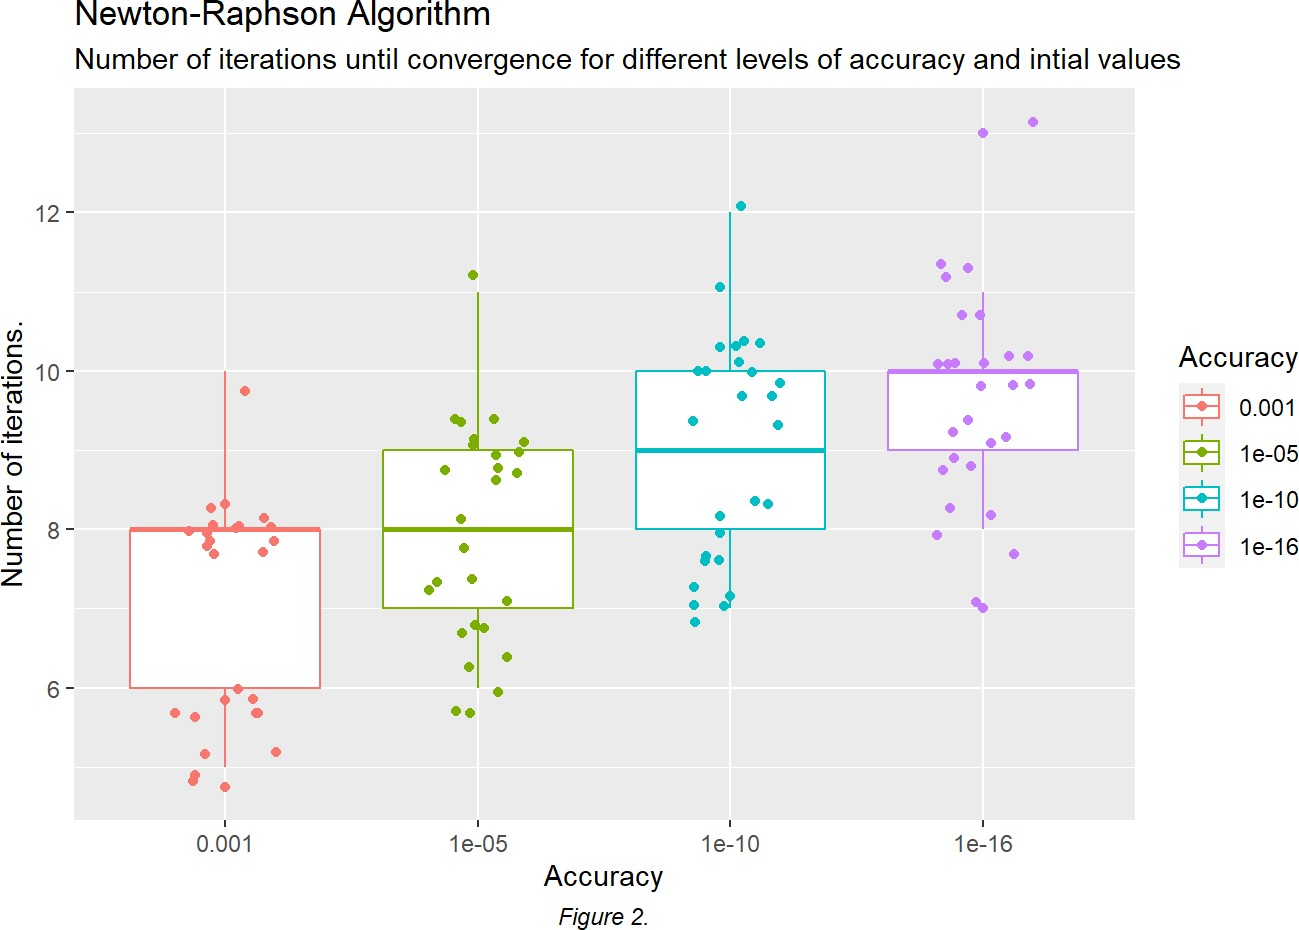 Newton-Raphson Algorithm
Number of iterations until convergence for different levels of accuracy and intial values
Number of iterations.
12
10
8
6
0.001
1e-05
1e-10
1e-16
Accuracy
Figure 2.
Accuracy
0.001
1e-05
1e-10
1e-16